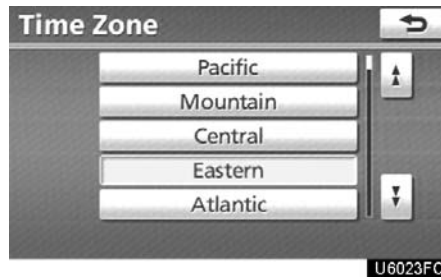 Time Zone
Pacific
Mountain
Central
Eastern
Atlantic
U6023FC